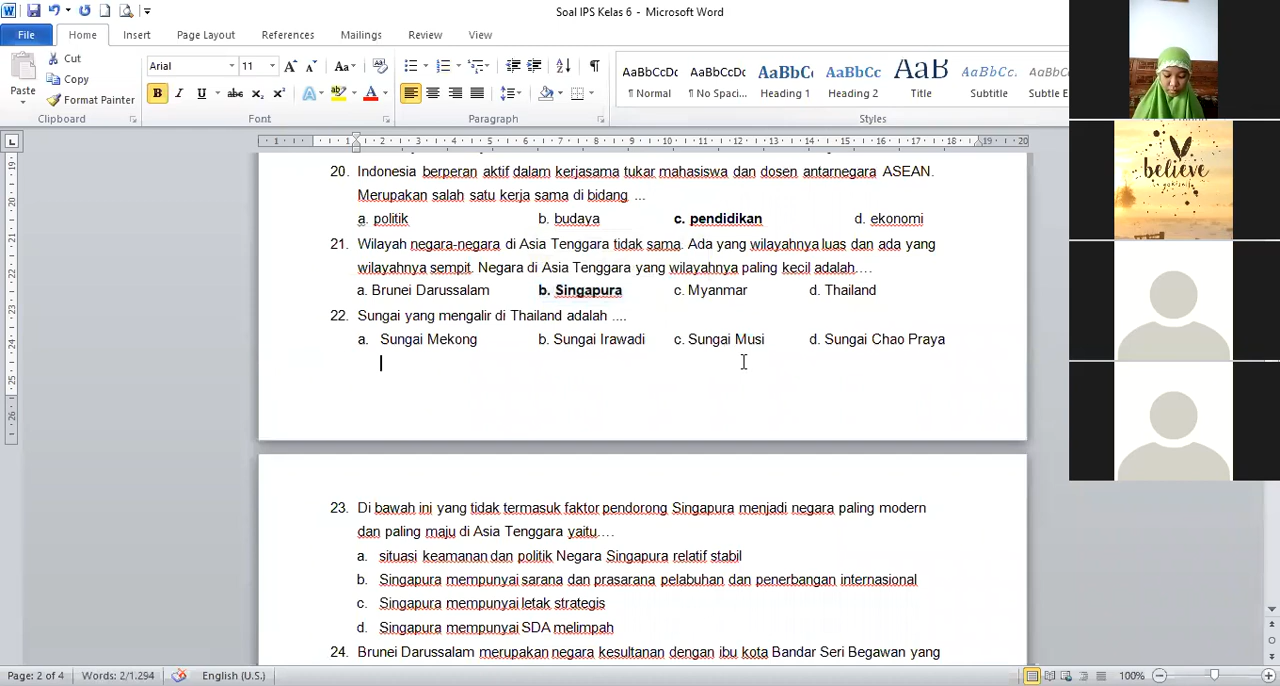 Soal IPS Kelas 6 - Microsoft Word
File Home Insert Page Layout References Mailings Review View
Cut
Copy
Format Painter
Paste
Arial 11
AaBbCcDc AaBbCcDc AaBbC AaBbCc AaB AaBbCc. AaBbCcDc
¶ Normal ¶ No Spaci... Heading 1 Heading 2 Title Subtitle Subtle E
Clipboard Font Paragraph Styles
20. Indonesia berperan aktif dalam kerjasama tukar mahasiswa dan dosen antarnegara ASEAN.
Merupakan salah satu kerja sama di bidang ...
a. politik b. budaya c. pendidikan d. ekonomi
21. Wilayah negara-negara di Asia Tenggara tidak sama. Ada yang wilayahnya luas dan ada yang
wilayahnya sempit. Negara di Asia Tenggara yang wilayahnya paling kecil adalah....
a. Brunei Darussalam b. Singapura c. Myanmar d. Thailand
22. Sungai yang mengalir di Thailand adalah ....
a. Sungai Mekong b. Sungai Irawadi c. Sungai Musi d. Sungai Chao Praya
23. Di bawah ini yang tidak termasuk faktor pendorong Singapura menjadi negara paling modern
dan paling maju di Asia Tenggara yaitu....
a. situasi keamanan dan politik Negara Singapura relatif stabil
b. Singapura mempunyai sarana dan prasarana pelabuhan dan penerbangan internasional
c. Singapura mempunyai letak strategis
d. Singapura mempunyai SDA melimpah
24. Brunei Darussalam merupakan negara kesultanan dengan ibu kota Bandar Seri Begawan yang
Page: 2 of 4 Words: 2/1.294 English (U.S.) 100%
believe